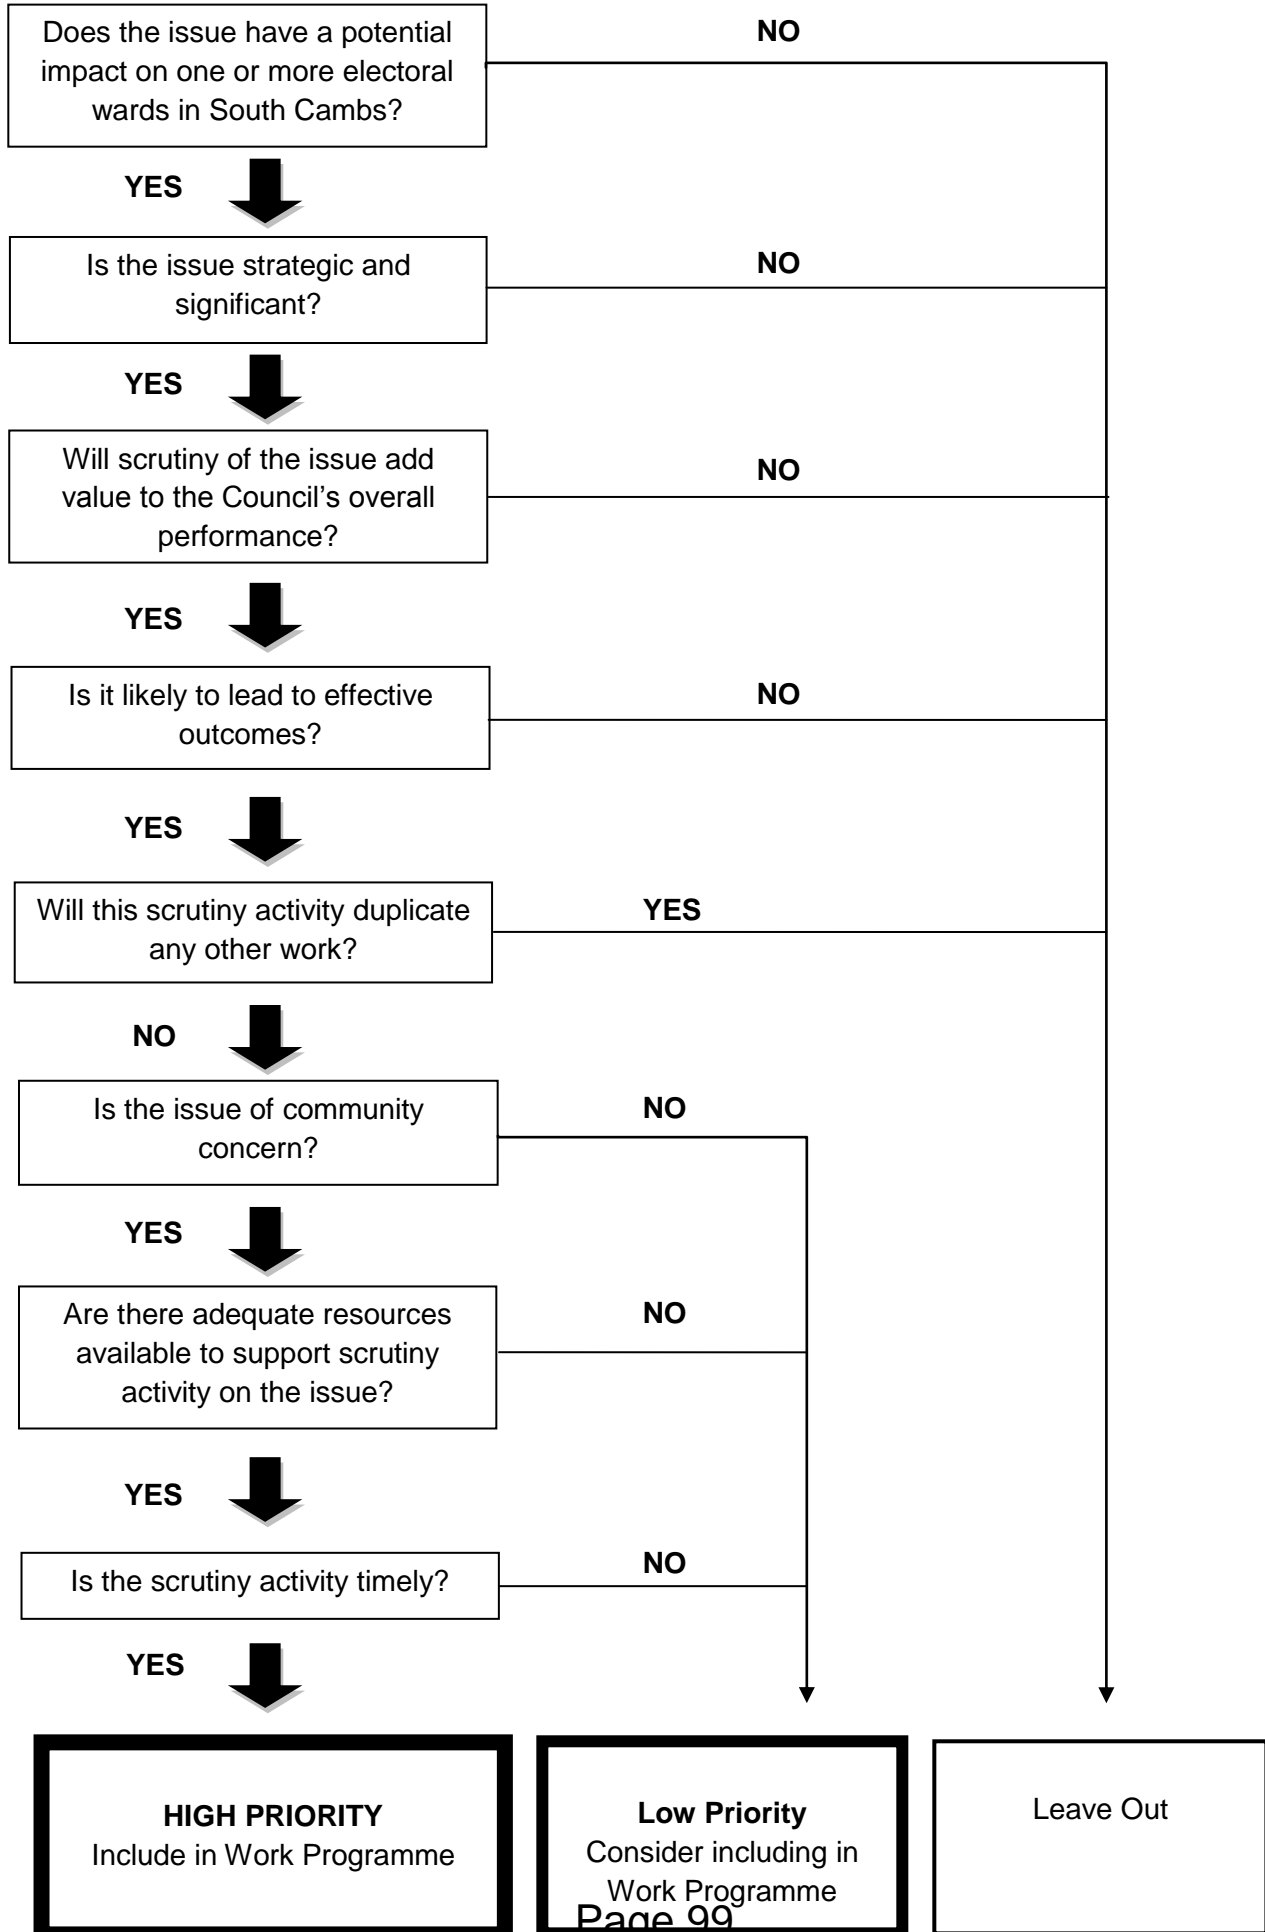 Does the issue have a potential
impact on one or more electoral
wards in South Cambs?
NO
YES
Is the issue strategic and
significant?
NO
YES
Will scrutiny of the issue add
value to the Council’s overall
performance?
NO
YES
Is it likely to lead to effective
outcomes?
NO
YES
Will this scrutiny activity duplicate
any other work?
YES
NO
Is the issue of community
concern?
NO
YES
Are there adequate resources
available to support scrutiny
activity on the issue?
NO
YES
Is the scrutiny activity timely?
NO
YES
HIGH PRIORITY
Include in Work Programme
Low Priority
Consider including in
Work Programme
Leave Out
Page 99